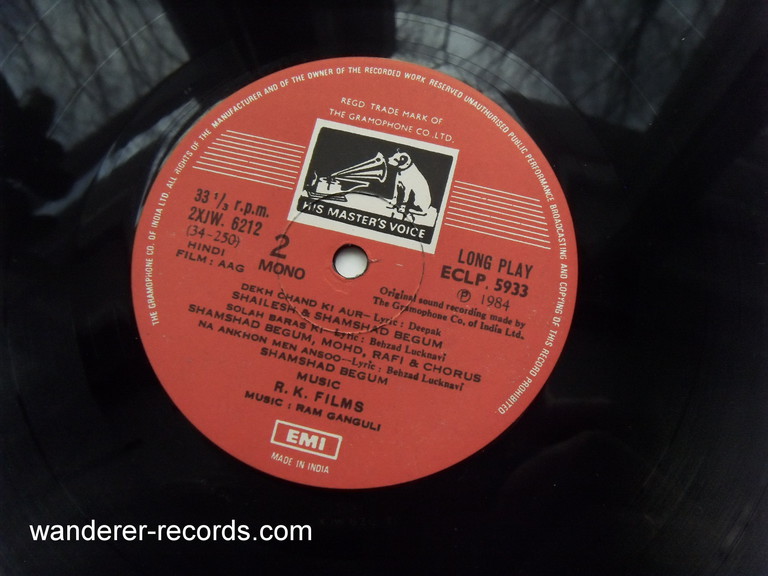 THE GRAMOPHONE CO. OF INDIA LTD. ALL RIGHTS OF THE MANUFACTURER AND OF THE OWNER OF THE RECORDED WORK RESERVED UNAUTHORISED PUBLIC PERFORMANCE BROADCASTING AND COPYING OF THIS RECORD PROHIBITED
REGD TRADE MARK OF
THE GRAMOPHONE CO., LTD.
HIS MASTER'S VOICE
33 1/3 r.p.m.
2XJW. 6212
(34-250)
HINDI
FILM : AAG
2
MONO
LONG PLAY
ECLP. 5933
℗ 1984
Original sound recording made by
The Gramophone Co. of India Ltd.
DEKH CHAND KI AUR—Lyric : Deepak
SHAILESH & SHAMSHAD BEGUM
SOLAH BARAS KI—Lyric : Behzad Lucknavi
SHAMSHAD BEGUM, MOHD, RAFI & CHORUS
NA ANKHON MEN ANSOO—Lyric : Behzad Lucknavi
SHAMSHAD BEGUM
MUSIC
R. K. FILMS
MUSIC : RAM GANGULI
EMI
MADE IN INDIA
wanderer-records.com